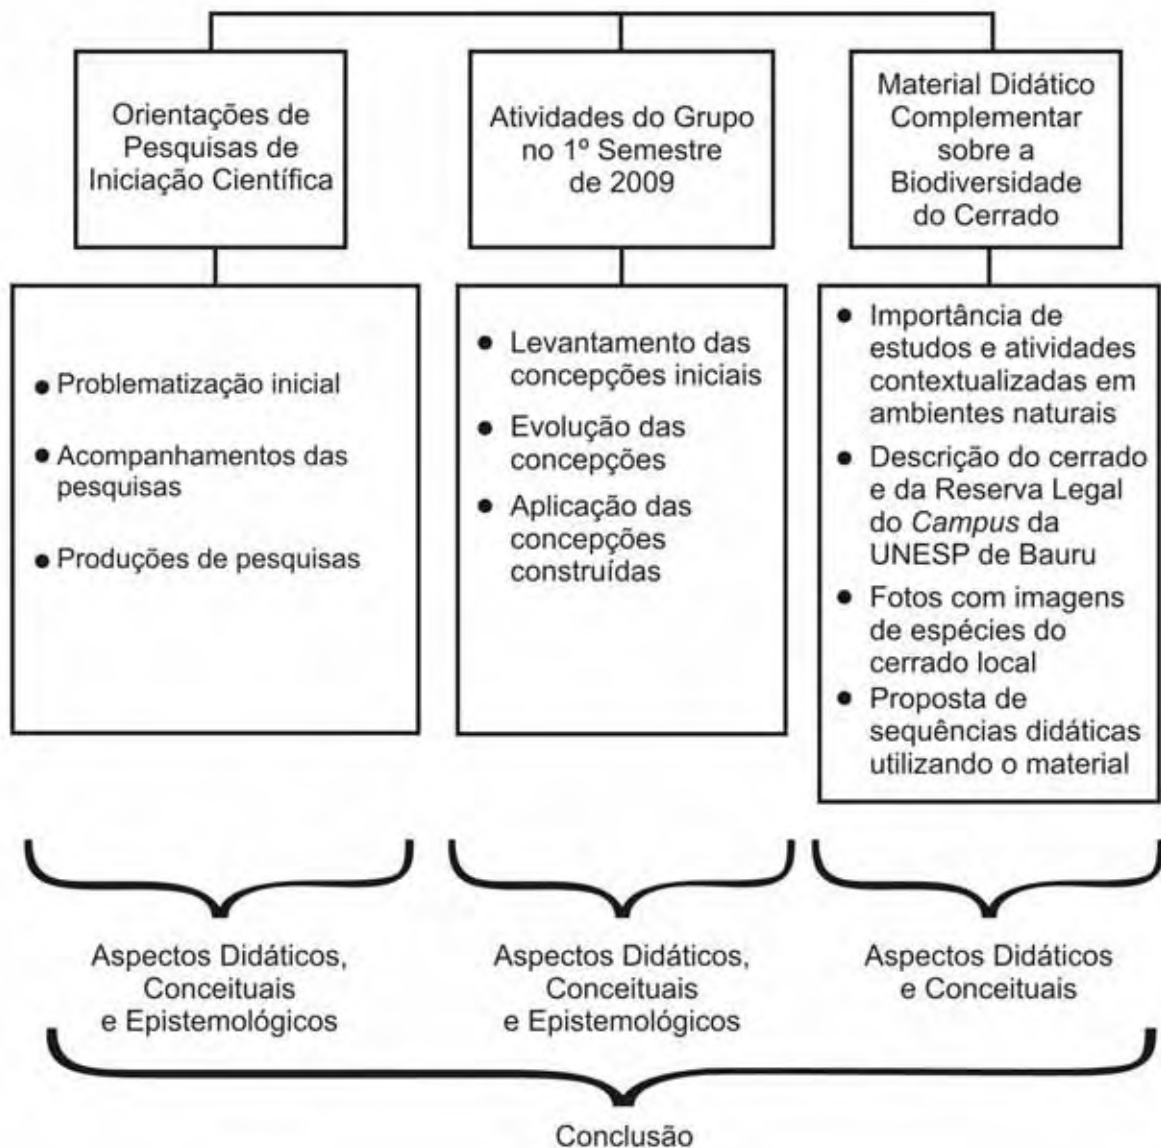 Orientações de
Pesquisas de
Iniciação Científica
Atividades do Grupo
no 1º Semestre
de 2009
Material Didático
Complementar
sobre a
Biodiversidade
do Cerrado
● Problematização inicial
● Acompanhamentos das
pesquisas
● Produções de pesquisas
● Levantamento das
concepções iniciais
● Evolução das
concepções
● Aplicação das
concepções
construídas
● Importância de
estudos e atividades
contextualizadas em
ambientes naturais
● Descrição do cerrado
e da Reserva Legal
do Campus da
UNESP de Bauru
● Fotos com imagens
de espécies do
cerrado local
● Proposta de
sequências didáticas
utilizando o material
Aspectos Didáticos,
Conceituais
e Epistemológicos
Aspectos Didáticos,
Conceituais
e Epistemológicos
Aspectos Didáticos
e Conceituais
Conclusão